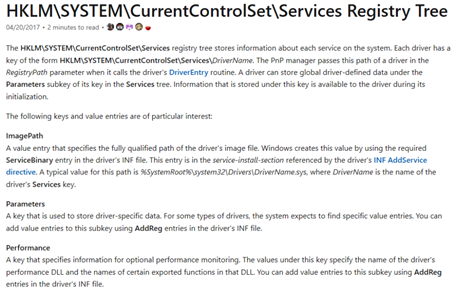 HKLM\SYSTEM\CurrentControlSet\Services Registry Tree
04/20/2017 • 2 minutes to read •
The HKLM\SYSTEM\CurrentControlSet\Services registry tree stores information about each service on the system. Each driver has a
key of the form HKLM\SYSTEM\CurrentControlSet\Services\DriverName. The PnP manager passes this path of a driver in the
RegistryPath parameter when it calls the driver's DriverEntry routine. A driver can store global driver-defined data under the
Parameters subkey of its key in the Services tree. Information that is stored under this key is available to the driver during its
initialization.
The following keys and value entries are of particular interest:
ImagePath
A value entry that specifies the fully qualified path of the driver's image file. Windows creates this value by using the required
ServiceBinary entry in the driver's INF file. This entry is in the service-install-section referenced by the driver's INF AddService
directive. A typical value for this path is %SystemRoot%\system32\Drivers\DriverName.sys, where DriverName is the name of the
driver's Services key.
Parameters
A key that is used to store driver-specific data. For some types of drivers, the system expects to find specific value entries. You can
add value entries to this subkey using AddReg entries in the driver's INF file.
Performance
A key that specifies information for optional performance monitoring. The values under this key specify the name of the driver's
performance DLL and the names of certain exported functions in that DLL. You can add value entries to this subkey using AddReg
entries in the driver's INF file.